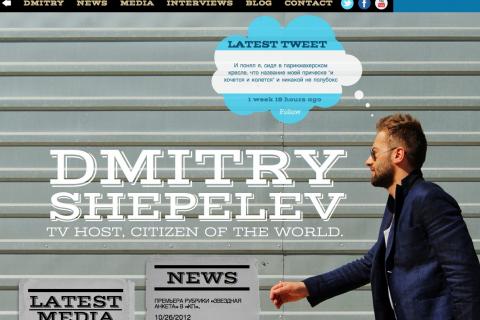 DMITRY NEWS MEDIA INTERVIEWS BLOG CONTACT
LATEST TWEET
И понял я, сидя в парикмахерском
кресле, что название моей прически "и
хочется и колется" и никакой не полубокс
1 week 19 hours ago
Follow
DMITRY
SHEPELEV
TV HOST, CITIZEN OF THE WORLD.
LATEST
MEDIA
NEWS
ПРЕМЬЕРА РУБРИКИ «ЗВЕЗДНАЯ
АНКЕТА» В «КП».
10/26/2012